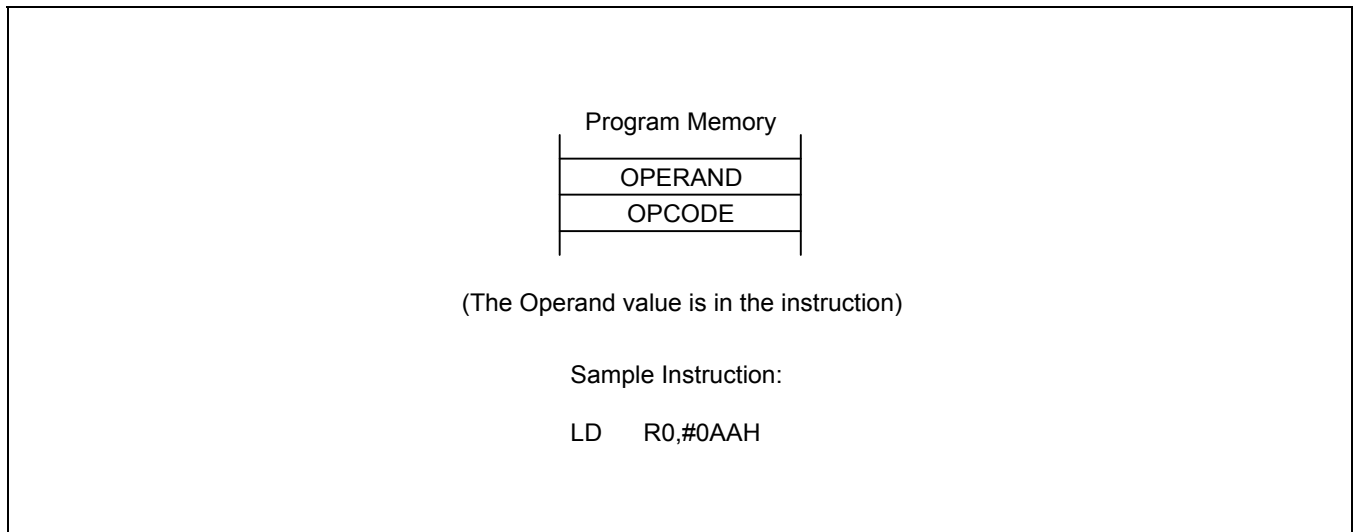 Program Memory
OPERAND
OPCODE
(The Operand value is in the instruction)
Sample Instruction:
LD R0,#0AAH